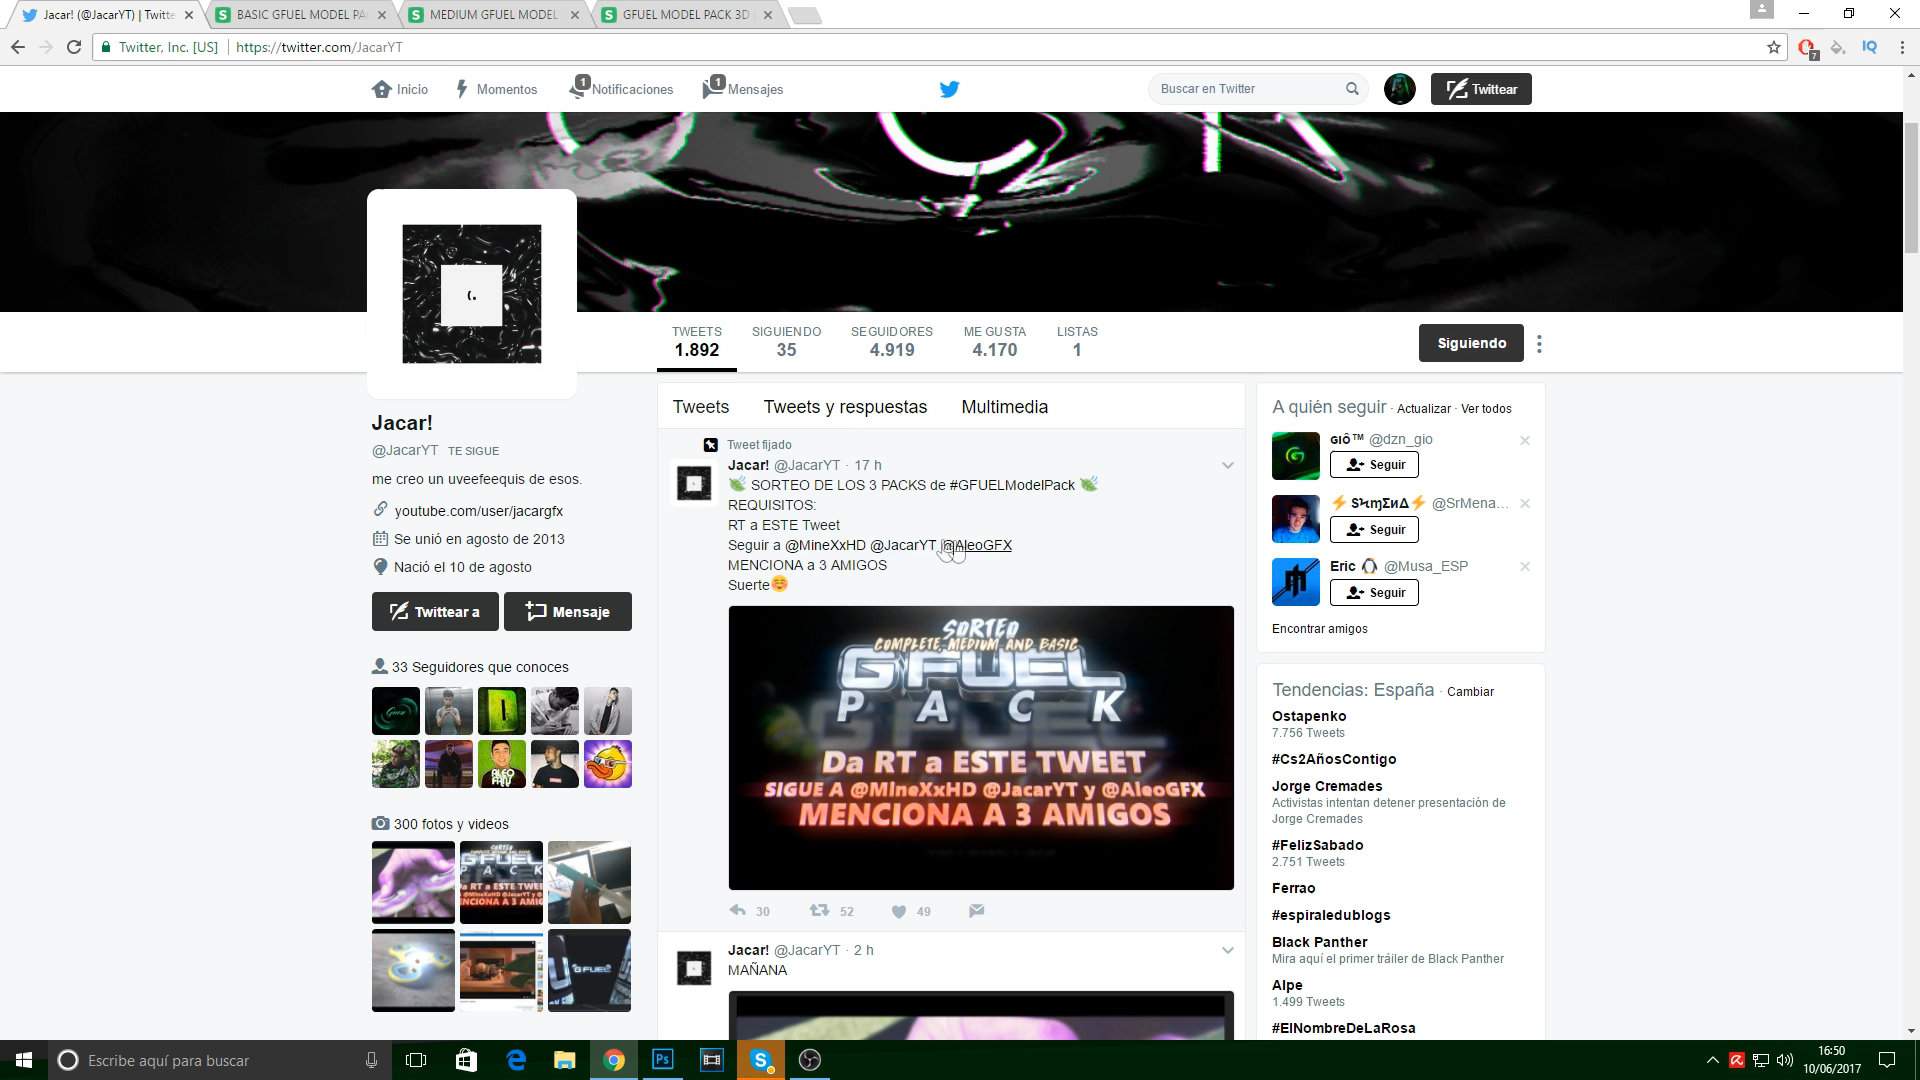 Jacar! (@JacarYT) | Twitte
BASIC GFUEL MODEL PA
MEDIUM GFUEL MODEL
GFUEL MODEL PACK 3D
Twitter, Inc. [US]
https://twitter.com/JacarYT
7
IQ
Inicio
Momentos
1
Notificaciones
1
Mensajes
Buscar en Twitter
Twittear
TWEETS
1.892
SIGUIENDO
35
SEGUIDORES
4.919
ME GUSTA
4.170
LISTAS
1
Siguiendo
Jacar!
@JacarYT TE SIGUE
me creo un uveefeequis de esos.
youtube.com/user/jacargfx
Se unió en agosto de 2013
Nació el 10 de agosto
Twittear a
Mensaje
33 Seguidores que conoces
300 fotos y videos
Tweets
Tweets y respuestas
Multimedia
Tweet fijado
Jacar! @JacarYT · 17 h
SORTEO DE LOS 3 PACKS de #GFUELModelPack
REQUISITOS:
RT a ESTE Tweet
Seguir a @MineXxHD @JacarYT @AleoGFX
MENCIONA a 3 AMIGOS
Suerte
SORTEO
COMPLETE, MEDIUM AND BASIC
GFUEL
PACK
Da RT a ESTE TWEET
SIGUE A @MineXxHD @JacarYT y @AleoGFX
MENCIONA A 3 AMIGOS
30
52
49
Jacar! @JacarYT · 2 h
MAÑANA
A quién seguir · Actualizar · Ver todos
GIÔ™ @dzn_gio
Seguir
@SrMena...
Seguir
Eric @Musa_ESP
Seguir
Encontrar amigos
Tendencias: España · Cambiar
Ostapenko
7.756 Tweets
#Cs2AñosContigo
Jorge Cremades
Activistas intentan detener presentación de
Jorge Cremades
#FelizSabado
2.751 Tweets
Ferrao
#espiraledublogs
Black Panther
Mira aquí el primer tráiler de Black Panther
Alpe
1.499 Tweets
#ElNombreDeLaRosa
Escribe aquí para buscar
Ps
16:50
10/06/2017